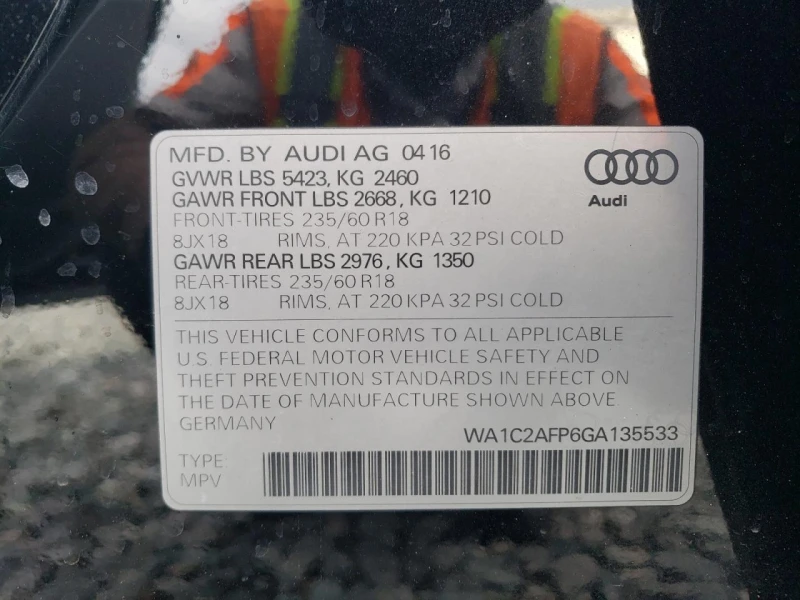 MFD. BY AUDI AG 04 16
GVWR LBS 5423, KG 2460
GAWR FRONT LBS 2668, KG 1210
FRONT-TIRES 235/60 R18
8JX18 RIMS, AT 220 KPA 32 PSI COLD
GAWR REAR LBS 2976, KG 1350
REAR-TIRES 235/60 R18
8JX18 RIMS, AT 220 KPA 32 PSI COLD
Audi
THIS VEHICLE CONFORMS TO ALL APPLICABLE
U.S. FEDERAL MOTOR VEHICLE SAFETY AND
THEFT PREVENTION STANDARDS IN EFFECT ON
THE DATE OF MANUFACTURE SHOWN ABOVE
GERMANY
WA1C2AFP6GA135533
TYPE
MPV